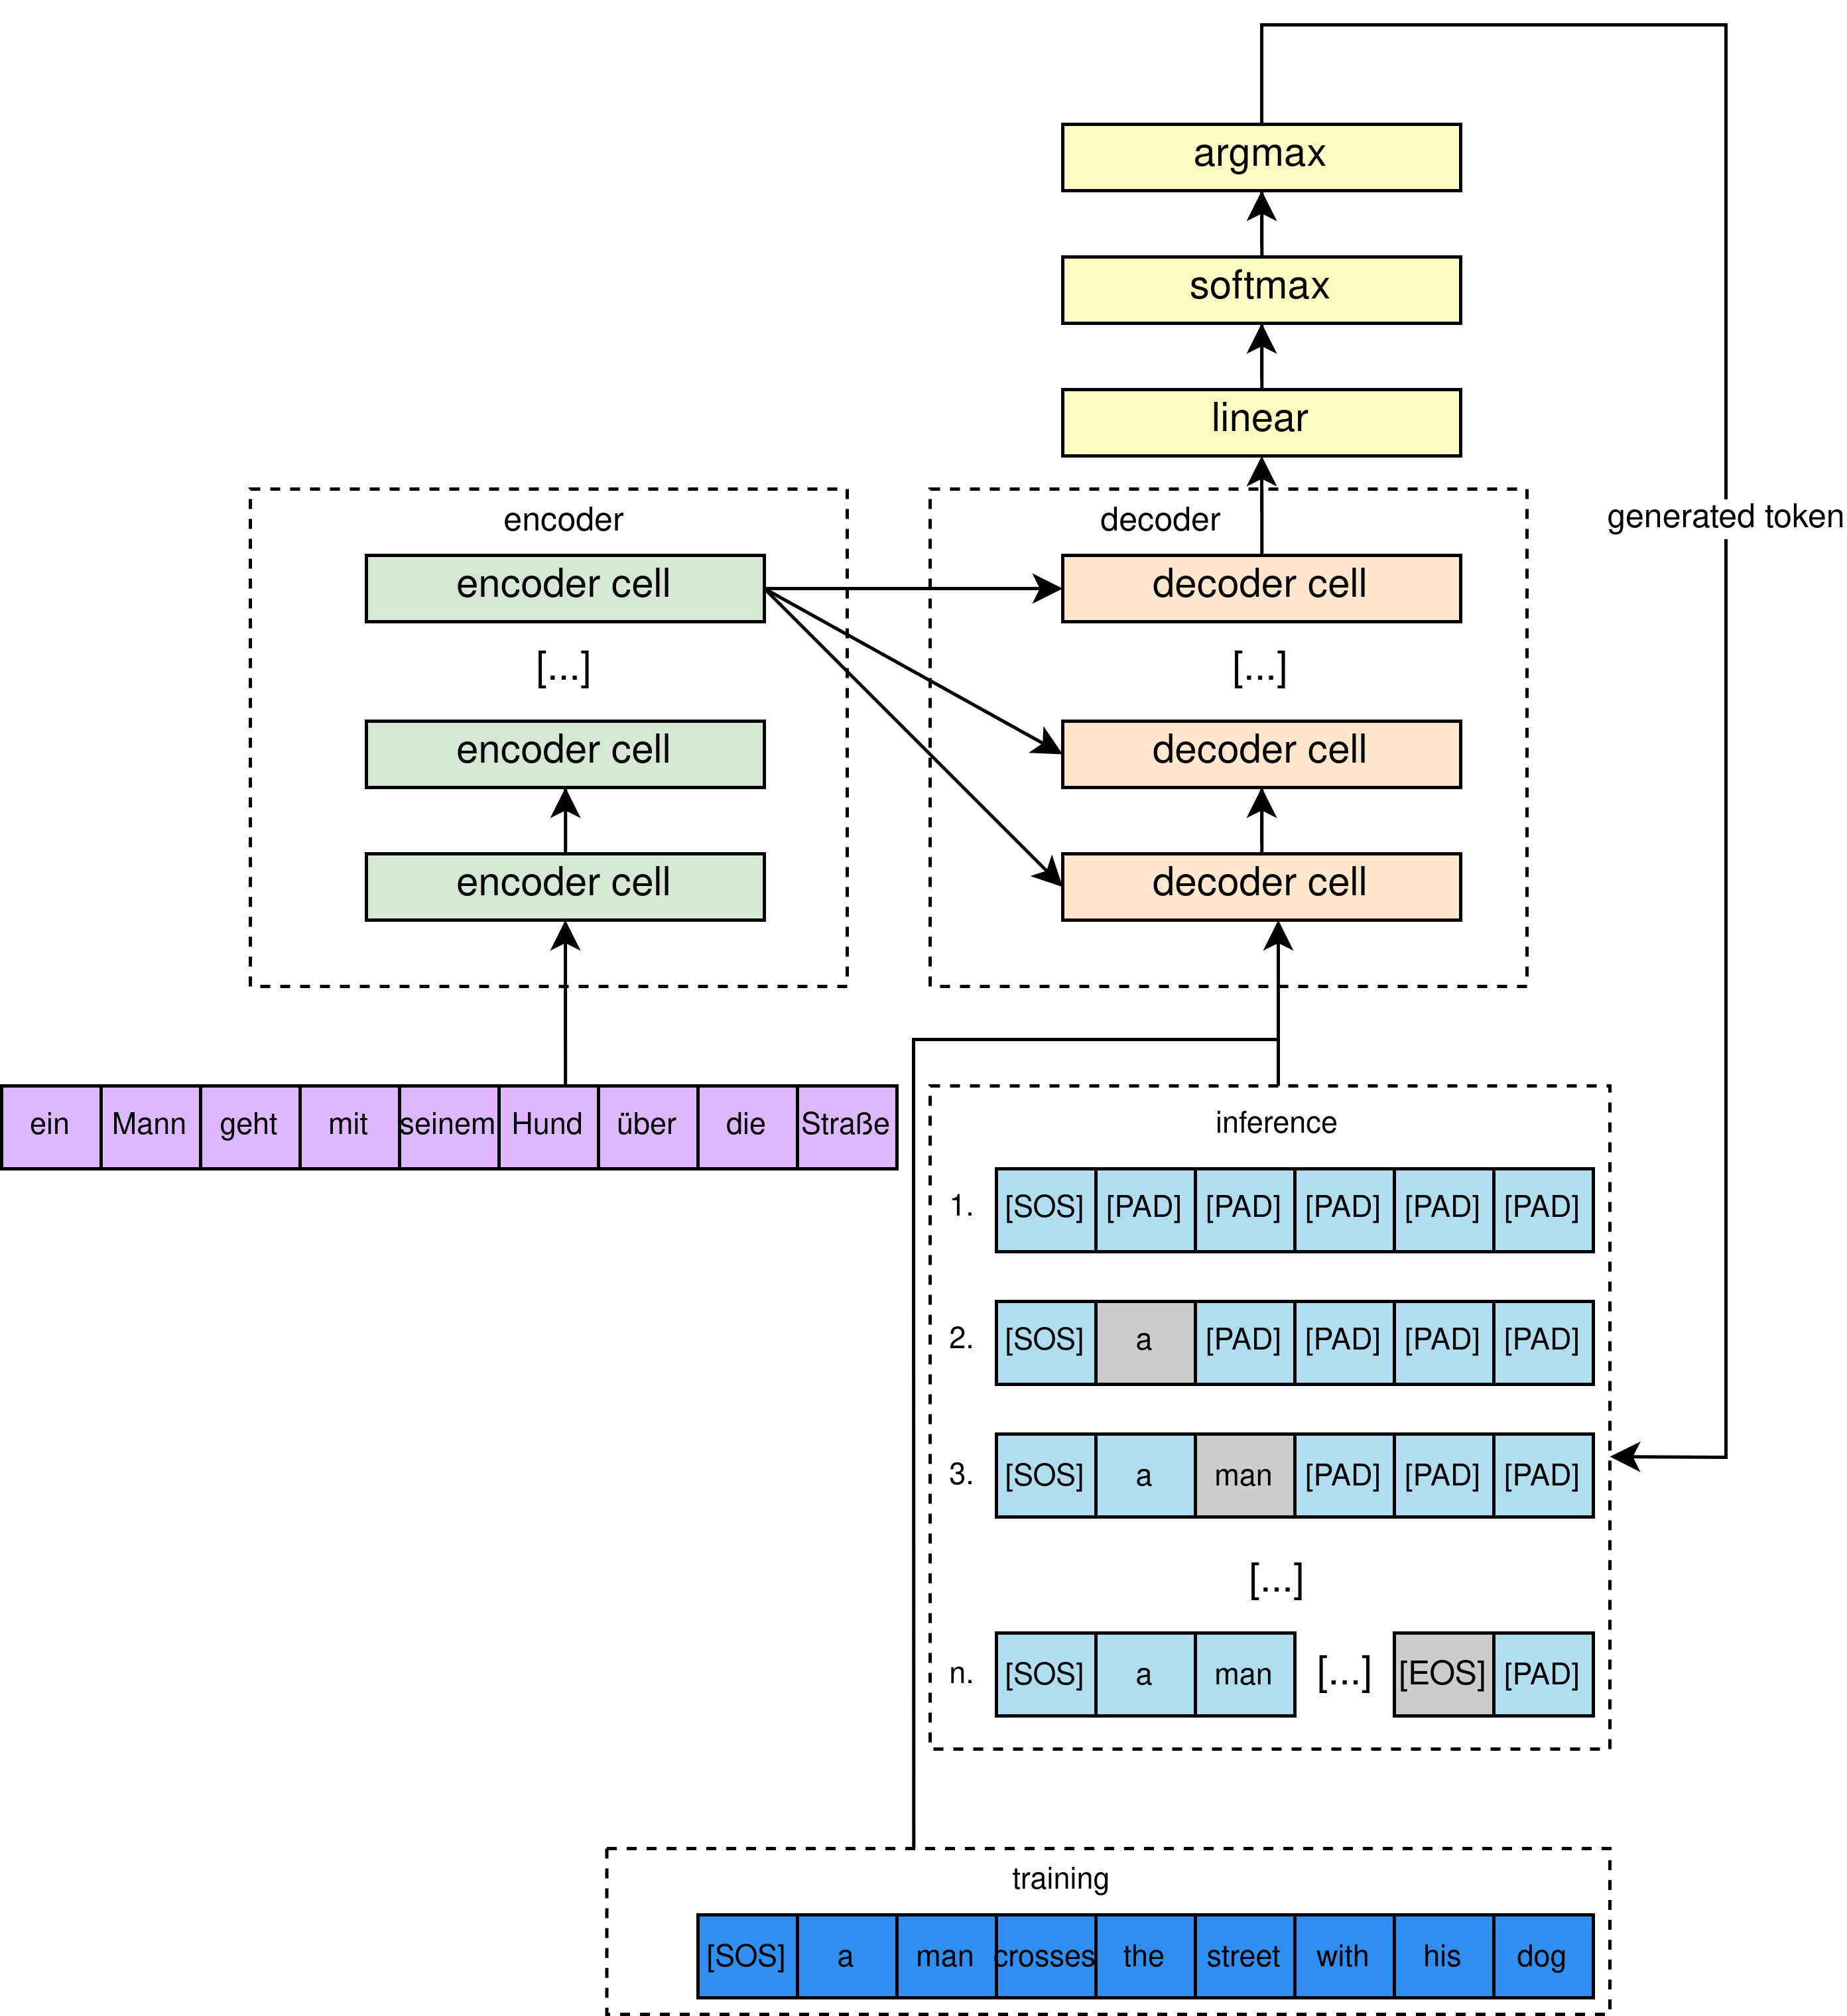 argmax
softmax
linear
generated token
encoder
decoder
encoder cell
decoder cell
[...]
[...]
encoder cell
decoder cell
encoder cell
decoder cell
ein Mann geht mit seinem Hund über die Straße
inference
1. [SOS] [PAD] [PAD] [PAD] [PAD] [PAD]
2. [SOS] a [PAD] [PAD] [PAD] [PAD]
3. [SOS] a man [PAD] [PAD] [PAD]
[...]
n. [SOS] a man [...] [EOS] [PAD]
training
[SOS] a man crosses the street with his dog